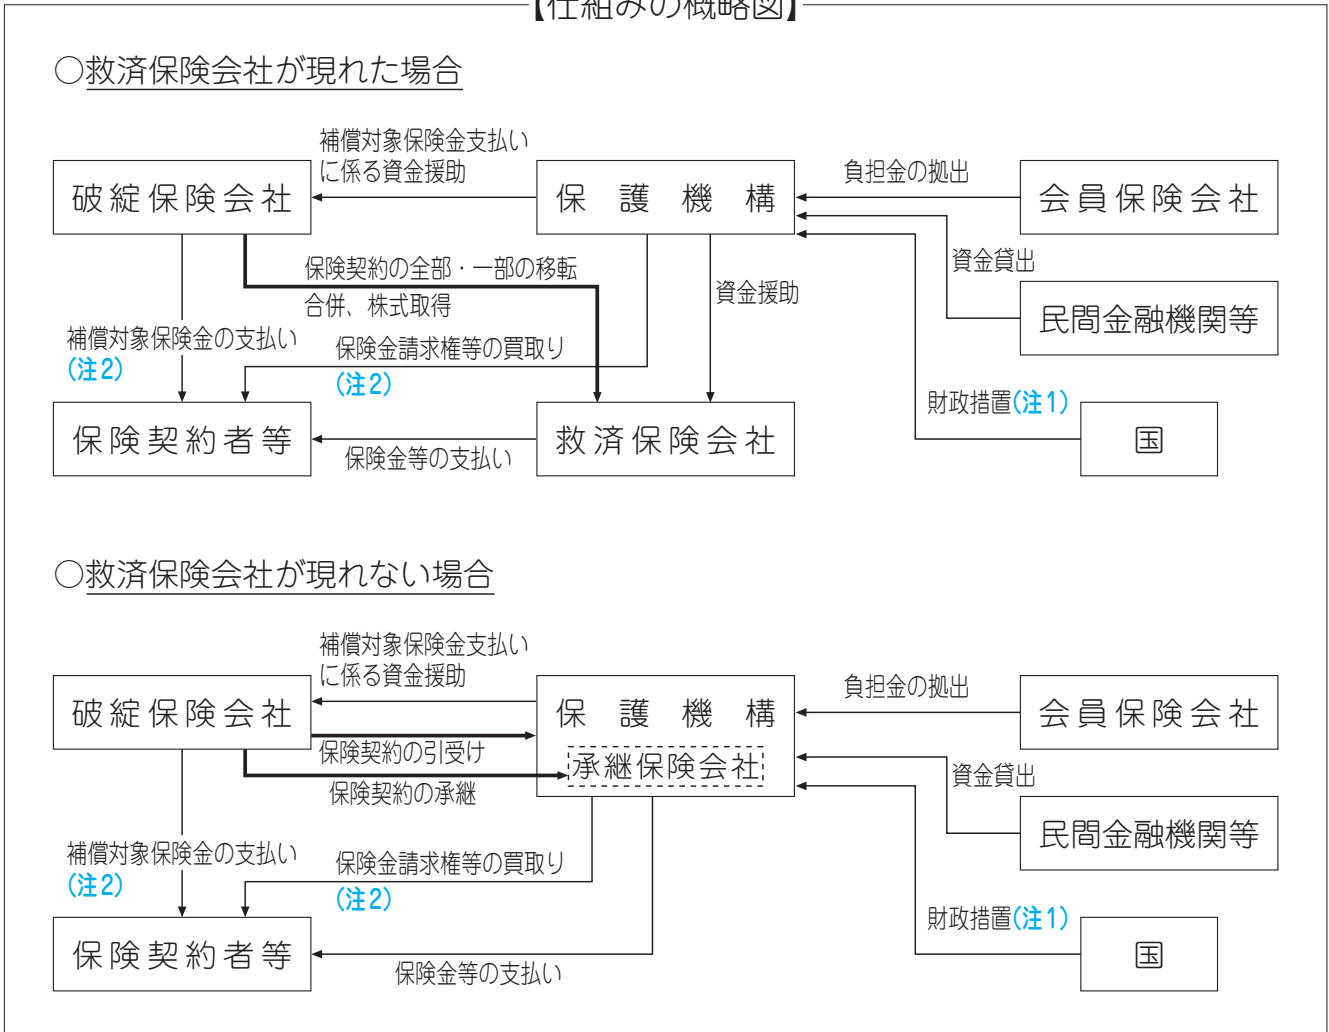 【仕組みの概略図】
○救済保険会社が現れた場合
補償対象保険金支払い
に係る資金援助
破綻保険会社
保護機構
負担金の拠出
会員保険会社
保険契約の全部・一部の移転
合併、株式取得
資金援助
資金貸出
民間金融機関等
補償対象保険金の支払い
(注2)
保険金請求権等の買取り
(注2)
財政措置(注1)
保険契約者等
保険金等の支払い
救済保険会社
国
○救済保険会社が現れない場合
補償対象保険金支払い
に係る資金援助
破綻保険会社
保護機構
負担金の拠出
会員保険会社
保険契約の引受け
承継保険会社
保険契約の承継
資金貸出
民間金融機関等
補償対象保険金の支払い
(注2)
保険金請求権等の買取り
(注2)
財政措置(注1)
保険契約者等
保険金等の支払い
国